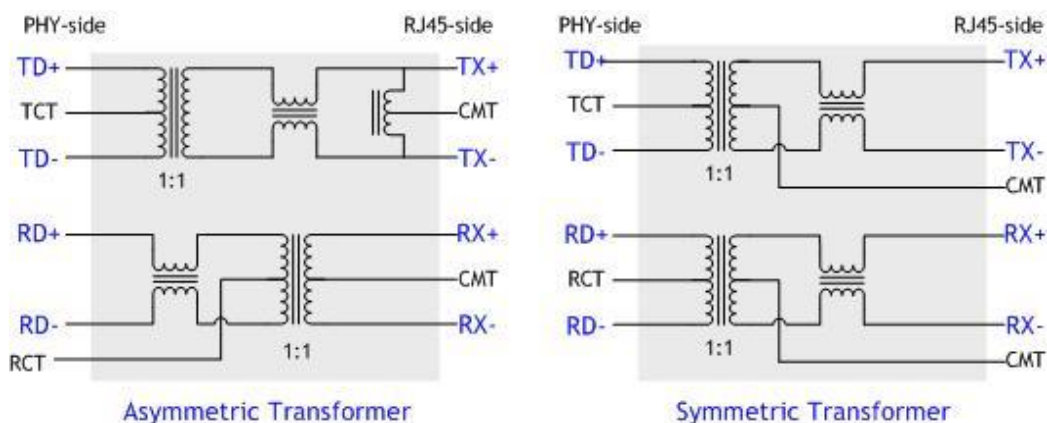 PHY-side RJ45-side
TD+ TX+
TCT CMT
TD- TX-
1:1
RD+ RX+
CMT
RD- RX-
RCT
1:1
Asymmetric Transformer
PHY-side RJ45-side
TD+ TX+
TCT
TD- TX-
1:1
CMT
RD+ RX+
RCT
RD- RX-
1:1
CMT
Symmetric Transformer